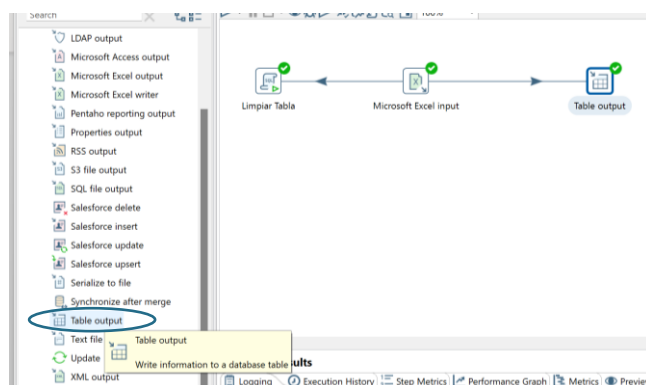 Search
100%
LDAP output
Microsoft Access output
Microsoft Excel output
Microsoft Excel writer
Pentaho reporting output
Properties output
RSS output
S3 file output
SQL file output
Salesforce delete
Salesforce insert
Salesforce update
Salesforce upsert
Serialize to file
Synchronize after merge
Table output
Text file
Update
XML output
Table output
Write information to a database table
Limpiar Tabla
Microsoft Excel input
Table output
ults
Logging
Execution History
Step Metrics
Performance Graph
Metrics
Preview